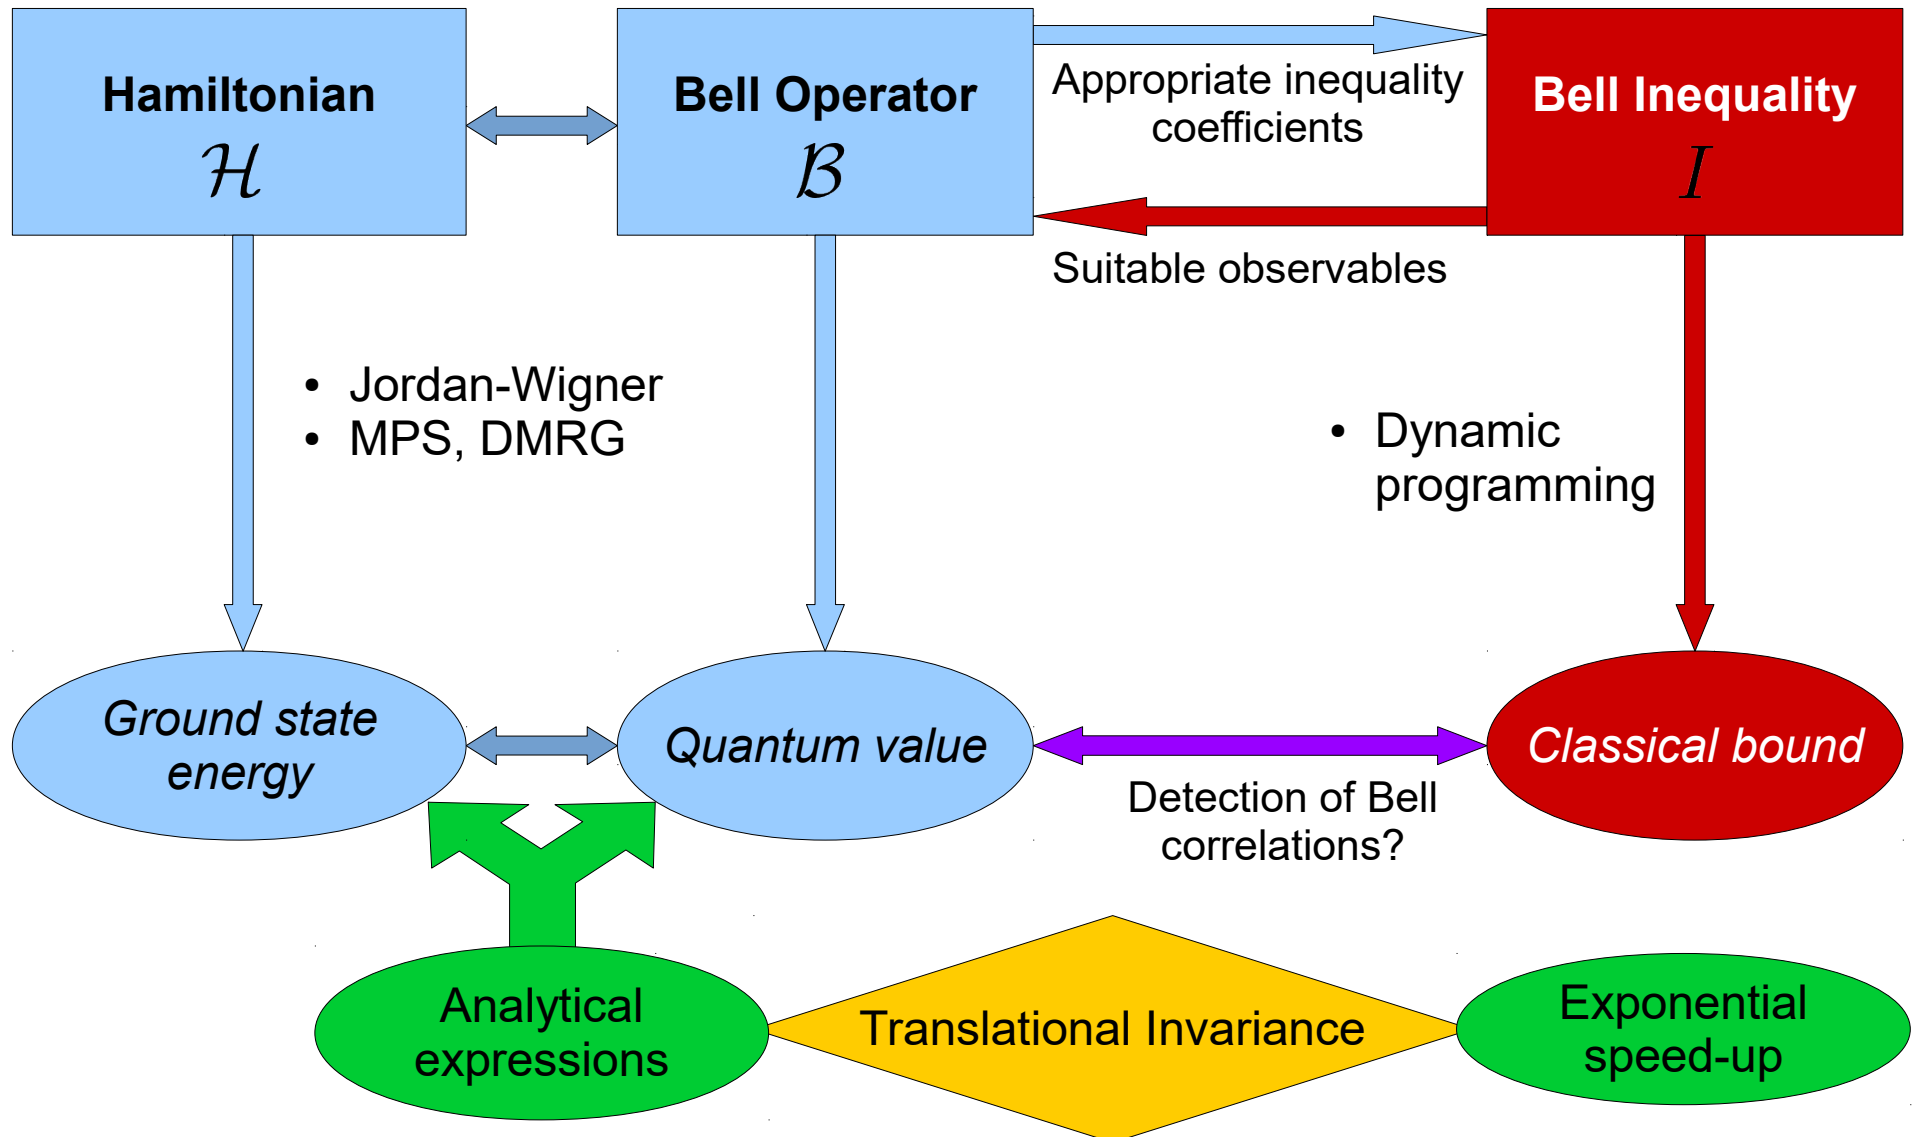 Hamiltonian
ℋ
Bell Operator
ℬ
Appropriate inequality
coefficients
Bell Inequality
I
Suitable observables
• Jordan-Wigner
• MPS, DMRG
• Dynamic
programming
Ground state
energy
Quantum value
Classical bound
Detection of Bell
correlations?
Analytical
expressions
Translational Invariance
Exponential
speed-up